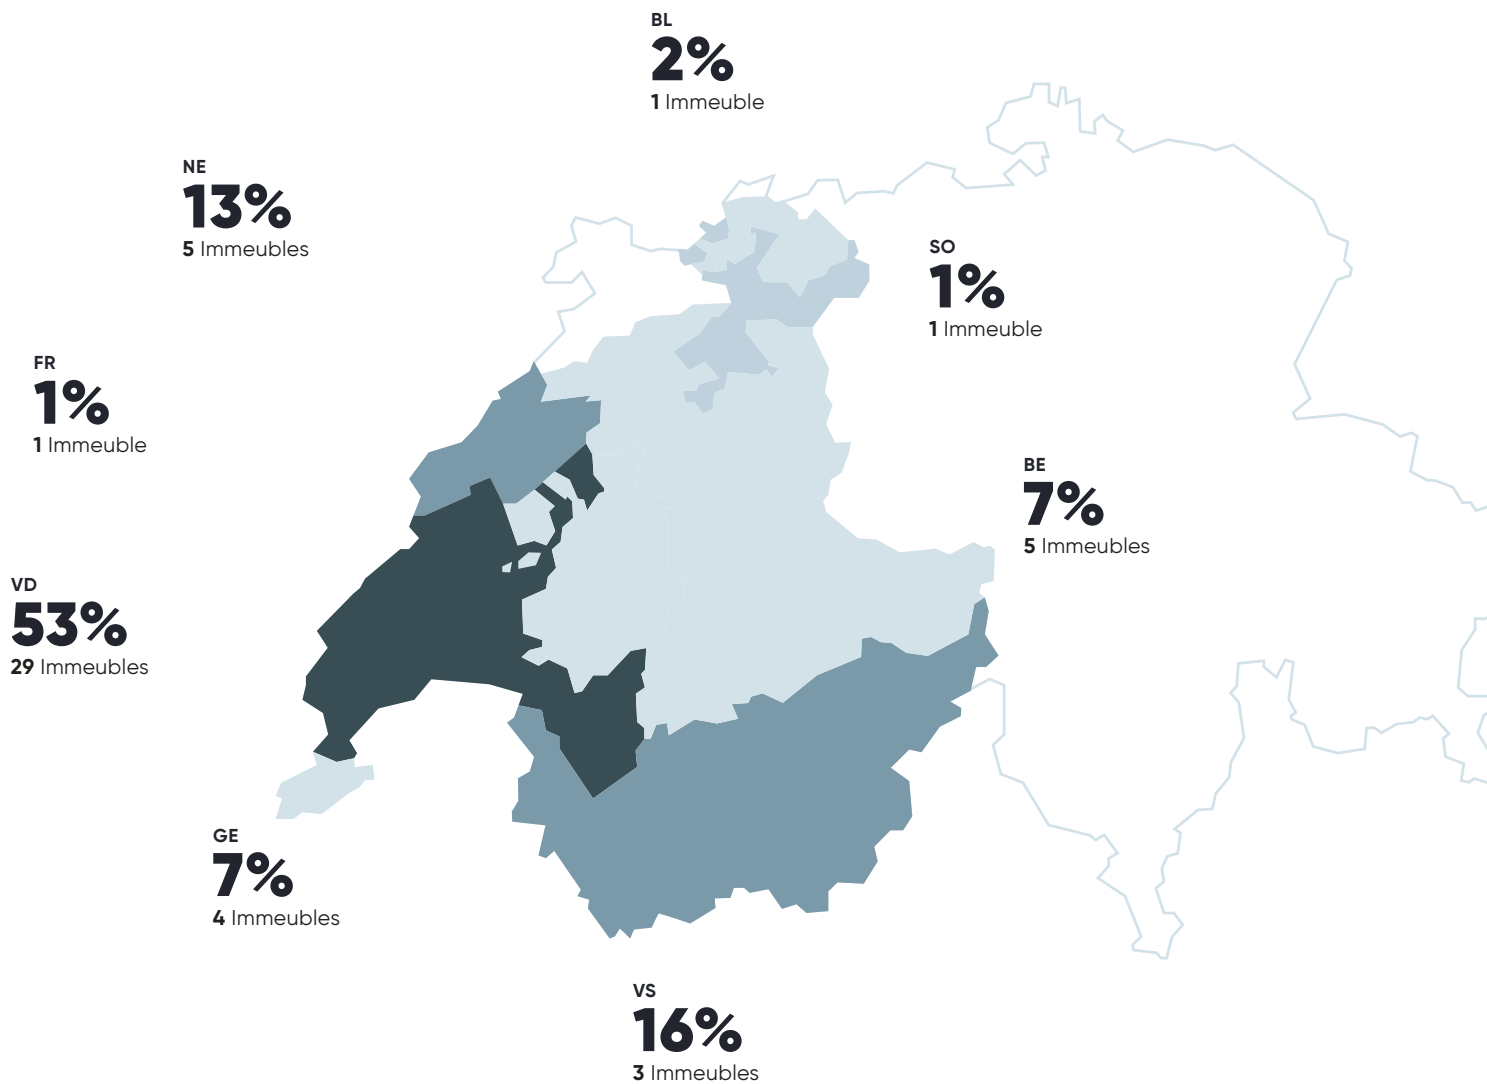 BL
2%
1 Immeuble
NE
13%
5 Immeubles
SO
1%
1 Immeuble
FR
1%
1 Immeuble
BE
7%
5 Immeubles
VD
53%
29 Immeubles
GE
7%
4 Immeubles
VS
16%
3 Immeubles